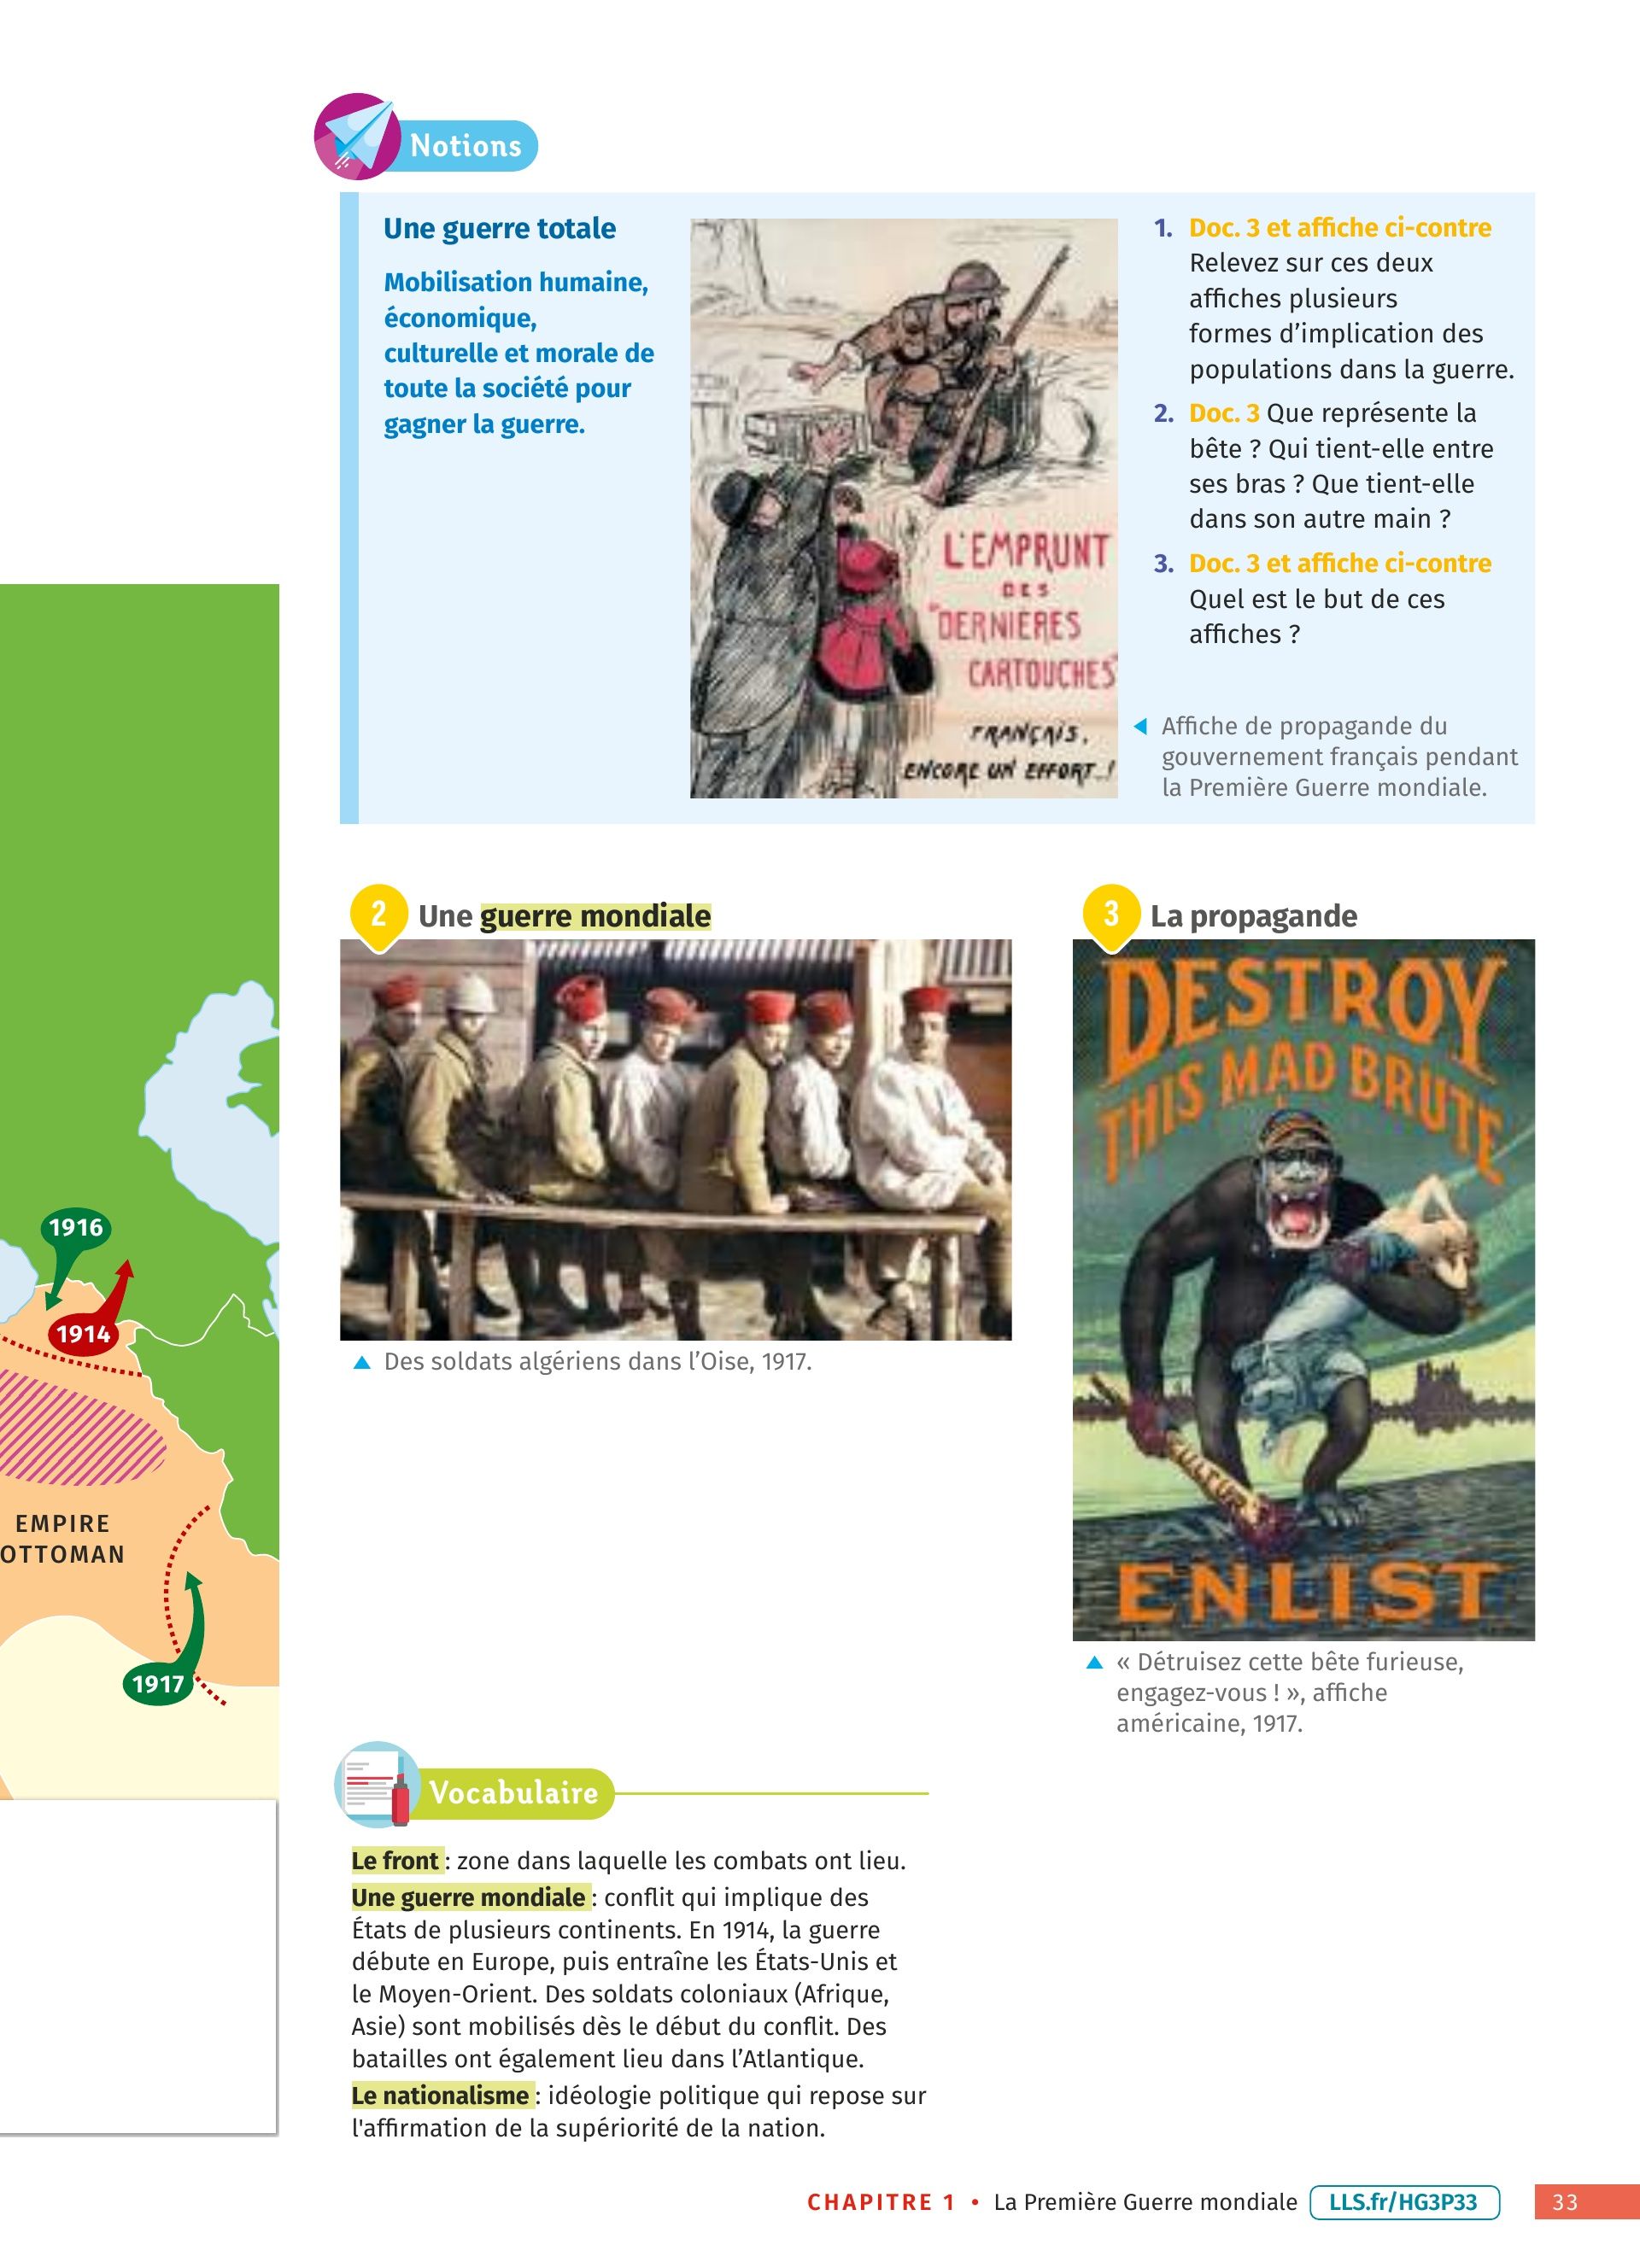 Notions
Une guerre totale
Mobilisation humaine,
économique,
culturelle et morale de
toute la société pour
gagner la guerre.
L'EMPRUNT
DES
"DERNIÈRES
CARTOUCHES"
FRANÇAIS,
ENCORE UN EFFORT..!
1. Doc. 3 et affiche ci-contre
Relevez sur ces deux
affiches plusieurs
formes d’implication des
populations dans la guerre.
2. Doc. 3 Que représente la
bête ? Qui tient-elle entre
ses bras ? Que tient-elle
dans son autre main ?
3. Doc. 3 et affiche ci-contre
Quel est le but de ces
affiches ?
Affiche de propagande du
gouvernement français pendant
la Première Guerre mondiale.
1916
1914
EMPIRE
OTTOMAN
1917
2 Une guerre mondiale
Des soldats algériens dans l’Oise, 1917.
3 La propagande
DESTROY
THIS MAD BRUTE
KULTUR
ENLIST
« Détruisez cette bête furieuse,
engagez-vous ! », affiche
américaine, 1917.
Vocabulaire
Le front : zone dans laquelle les combats ont lieu.
Une guerre mondiale : conflit qui implique des
États de plusieurs continents. En 1914, la guerre
débute en Europe, puis entraîne les États-Unis et
le Moyen-Orient. Des soldats coloniaux (Afrique,
Asie) sont mobilisés dès le début du conflit. Des
batailles ont également lieu dans l’Atlantique.
Le nationalisme : idéologie politique qui repose sur
l'affirmation de la supériorité de la nation.
CHAPITRE 1 • La Première Guerre mondiale LLS.fr/HG3P33 33